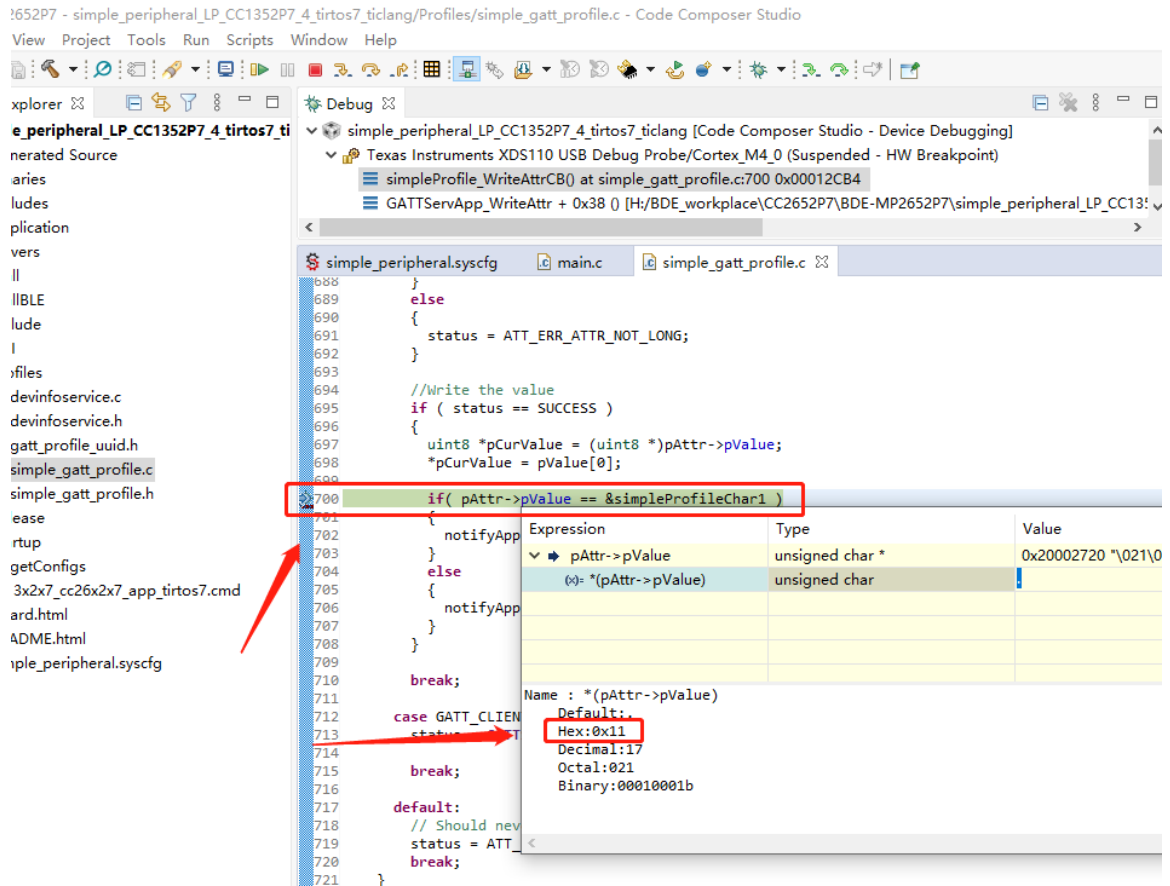 2652P7 - simple_peripheral_LP_CC1352P7_4_tirtos7_ticlang/Profiles/simple_gatt_profile.c - Code Composer Studio
View Project Tools Run Scripts Window Help
xplorer
e_peripheral_LP_CC1352P7_4_tirtos7_ti
nerated Source
aries
ludes
plication
vers
ll
llBLE
lude
l
ofiles
devinfoservice.c
devinfoservice.h
gatt_profile_uuid.h
simple_gatt_profile.c
simple_gatt_profile.h
ease
artup
getConfigs
3x2x7_cc26x2x7_app_tirtos7.cmd
ard.html
ADME.html
mple_peripheral.syscfg
Debug
simple_peripheral_LP_CC1352P7_4_tirtos7_ticlang [Code Composer Studio - Device Debugging]
Texas Instruments XDS110 USB Debug Probe/Cortex_M4_0 (Suspended - HW Breakpoint)
simpleProfile_WriteAttrCB() at simple_gatt_profile.c:700 0x00012CB4
GATTServApp_WriteAttr + 0x38 () [H:/BDE_workplace\CC2652P7\BDE-MP2652P7\simple_peripheral_LP_CC135
simple_peripheral.syscfg main.c simple_gatt_profile.c
688 }
689 else
690 {
691 status = ATT_ERR_ATTR_NOT_LONG;
692 }
693
694 //Write the value
695 if ( status == SUCCESS )
696 {
697 uint8 *pCurValue = (uint8 *)pAttr->pValue;
698 *pCurValue = pValue[0];
699
700 if( pAttr->pValue == &simpleProfileChar1 )
701 {
702 notifyApp
703 }
704 else
705 {
706 notifyApp
707 }
708 }
709
710 break;
711
712 case GATT_CLIEN
713 status
714
715 break;
716
717 default:
718 // Should nev
719 status = ATT_
720 break;
721 }
Expression Type Value
pAttr->pValue unsigned char * 0x20002720 "\021\0
(x)= *(pAttr->pValue) unsigned char .
Name : *(pAttr->pValue)
Default:.
Hex:0x11
Decimal:17
Octal:021
Binary:00010001b